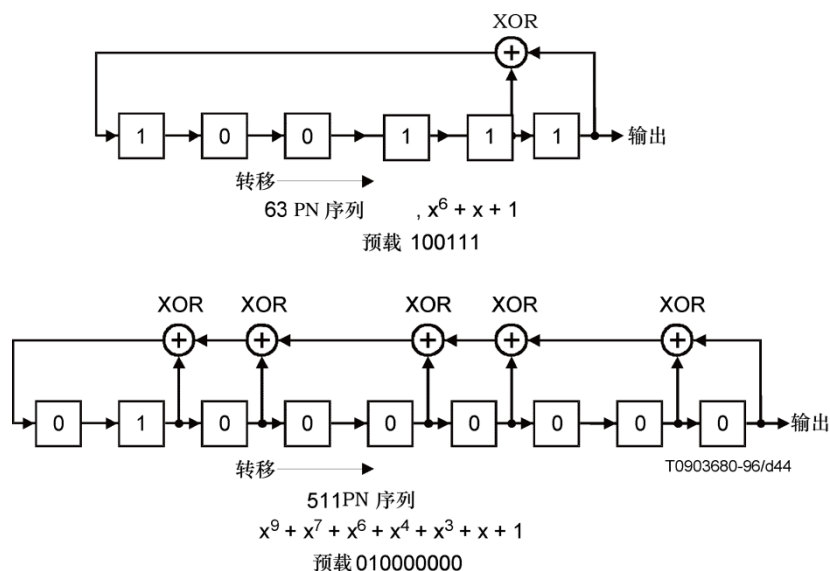 XOR
1 0 0 1 1 1 输出
转移
63 PN 序列 , x⁶ + x + 1
预载 100111
XOR XOR XOR XOR XOR
0 1 0 0 0 0 0 0 0 输出
转移
T0903680-96/d44
511PN 序列
x⁹ + x⁷ + x⁶ + x⁴ + x³ + x + 1
预载 010000000